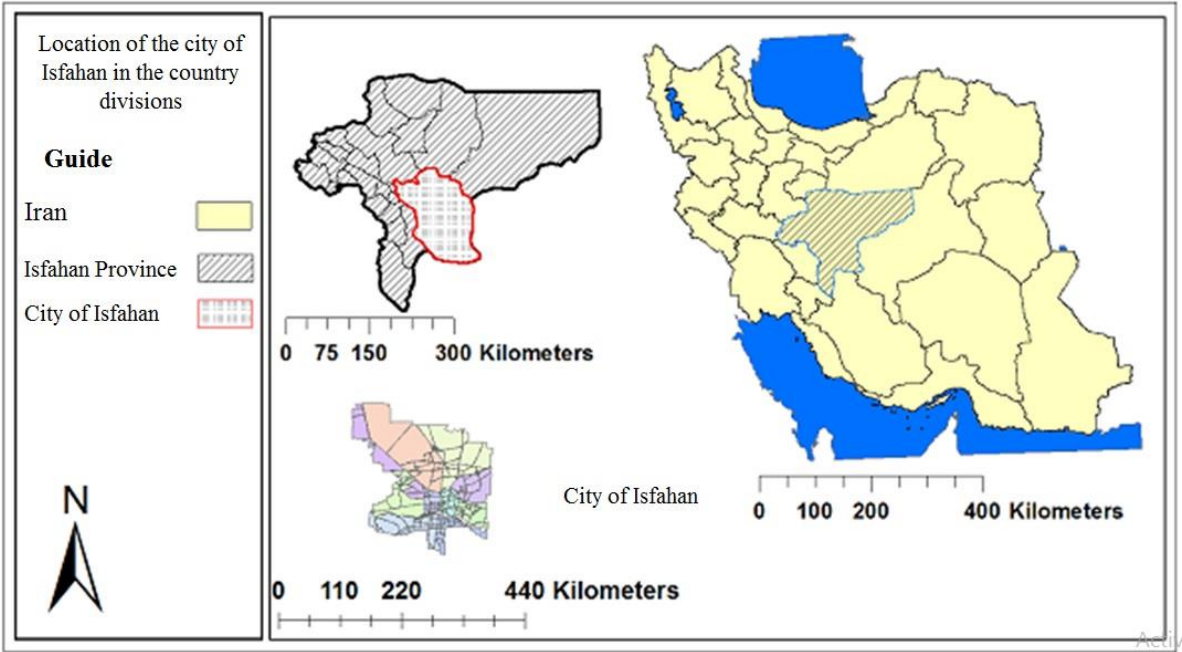 Location of the city of
Isfahan in the country
divisions
Guide
Iran
Isfahan Province
City of Isfahan
N
0 75 150 300 Kilometers
City of Isfahan
0 110 220 440 Kilometers
0 100 200 400 Kilometers